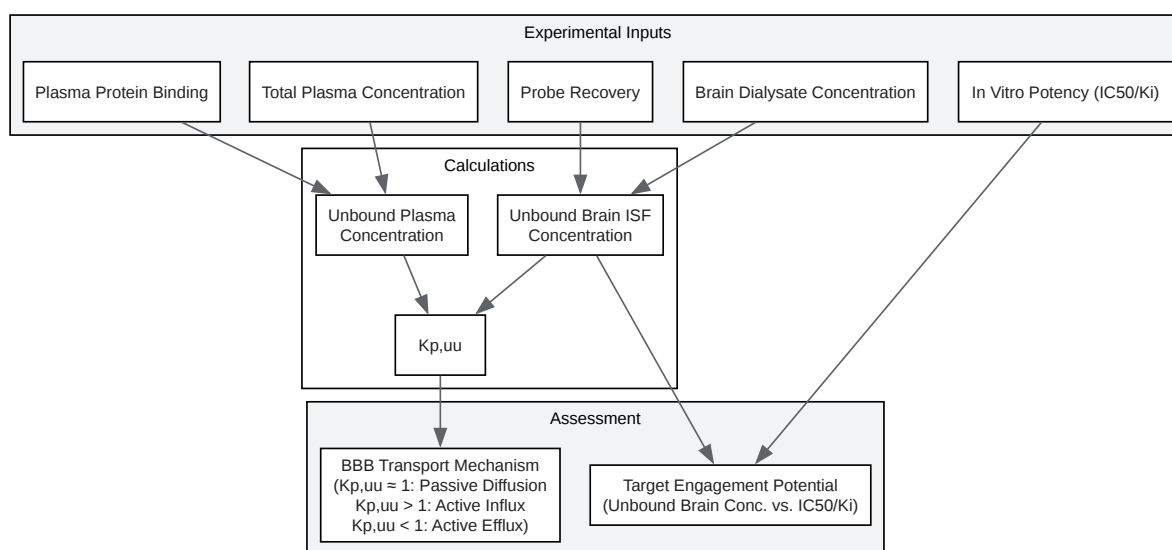 Experimental Inputs
Plasma Protein Binding
Total Plasma Concentration
Probe Recovery
Brain Dialysate Concentration
In Vitro Potency (IC50/Ki)
Calculations
Unbound Plasma
Concentration
Unbound Brain ISF
Concentration
Kp,uu
Assessment
BBB Transport Mechanism
(Kp,uu ≈ 1: Passive Diffusion
Kp,uu > 1: Active Influx
Kp,uu < 1: Active Efflux)
Target Engagement Potential
(Unbound Brain Conc. vs. IC50/Ki)